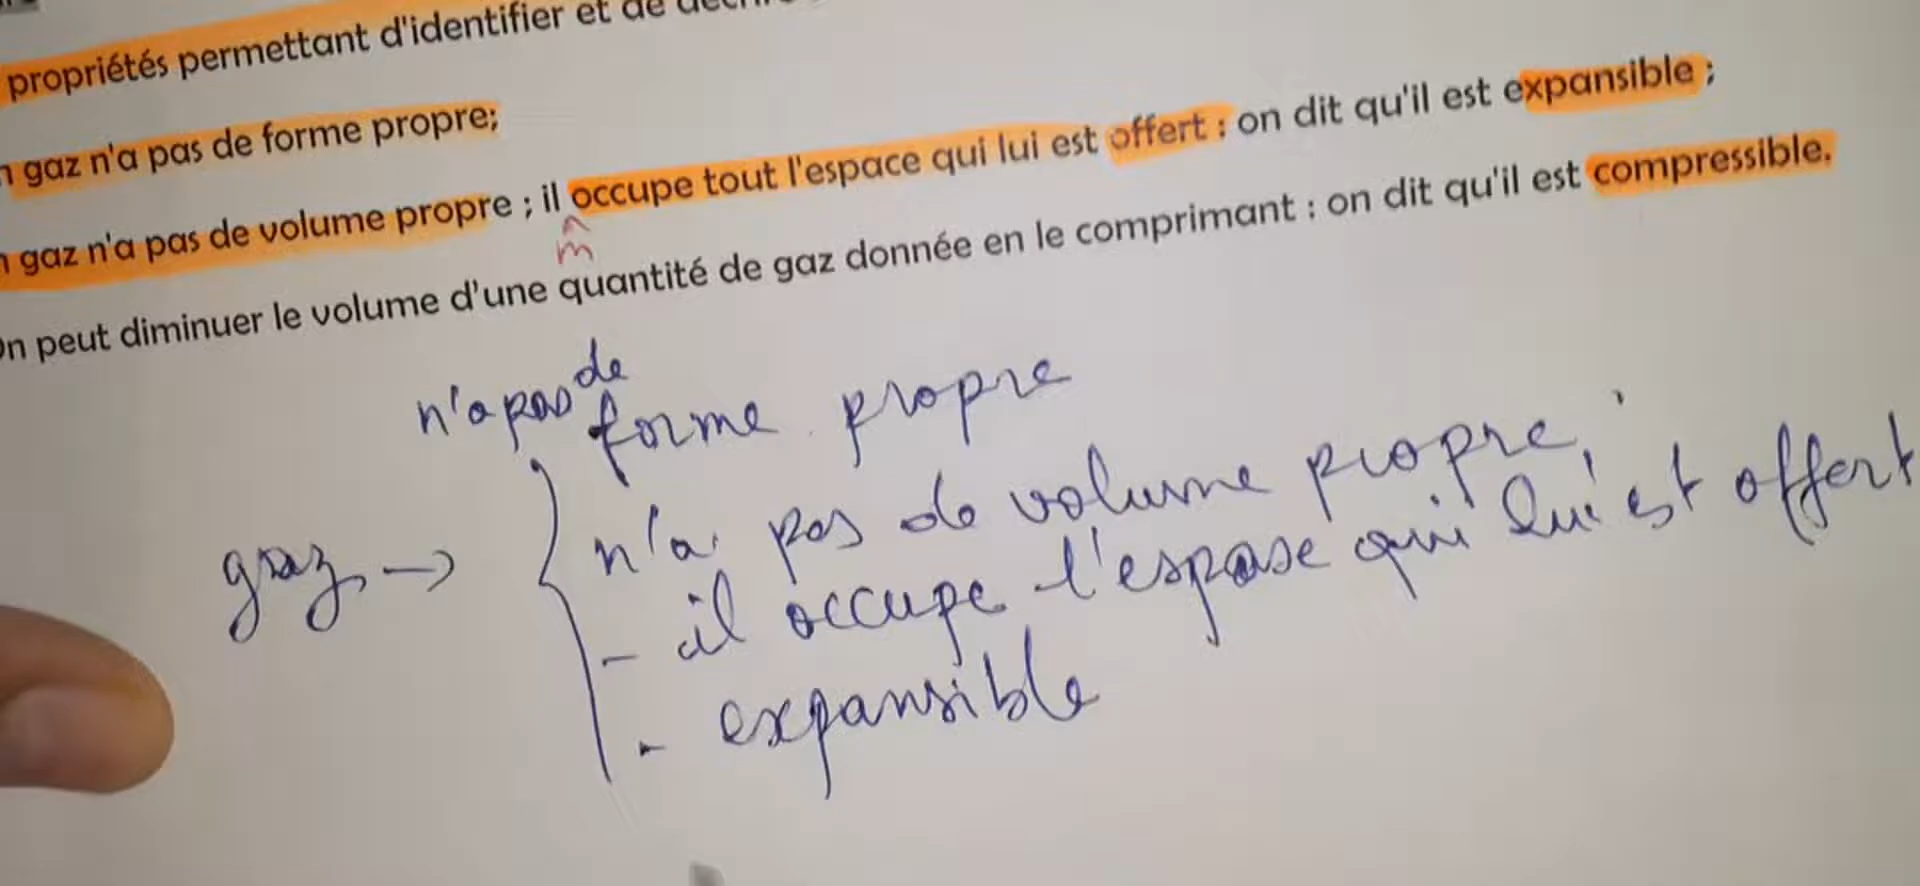 propriétés permettant d'identifier et de
gaz n'a pas de forme propre;
gaz n'a pas de volume propre ; il occupe tout l'espace qui lui est offert : on dit qu'il est expansible ;
m
On peut diminuer le volume d'une quantité de gaz donnée en le comprimant : on dit qu'il est compressible.
n'a pas de forme propre
gaz → n'a pas de volume propre,
- il occupe l'espase qui lui est offert
- expansible